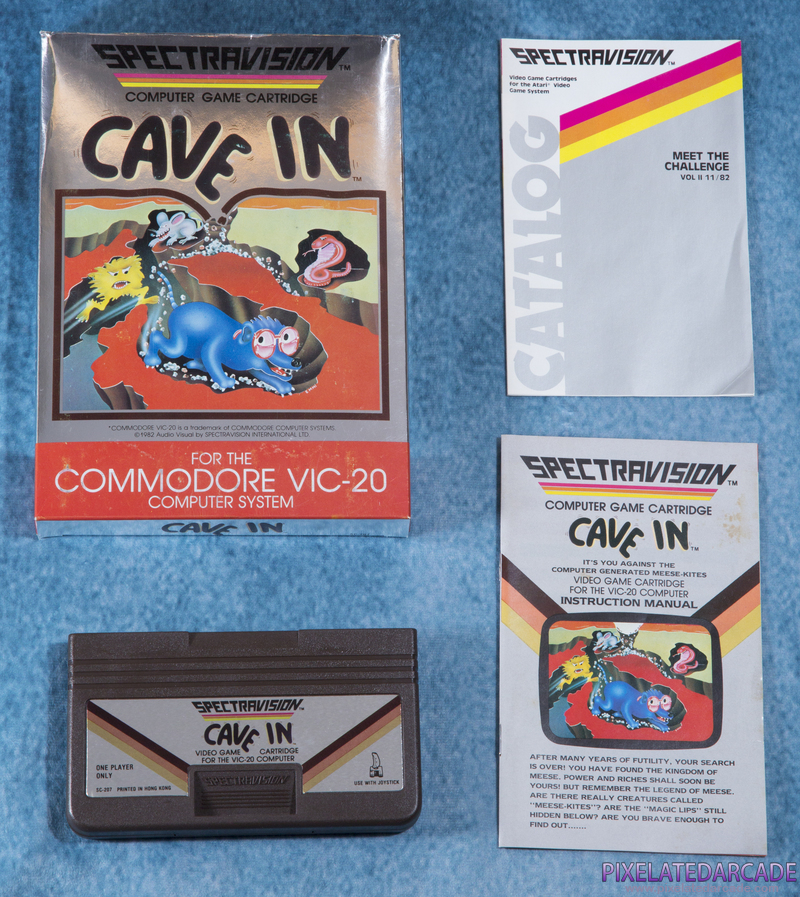 SPECTRAVISION™
COMPUTER GAME CARTRIDGE
CAVE IN™
*COMMODORE VIC-20 is a trademark of COMMODORE COMPUTER SYSTEMS.
©1982 Audio Visual by SPECTRAVISION INTERNATIONAL LTD.
FOR THE
COMMODORE VIC-20
COMPUTER SYSTEM
CAVE IN
SPECTRAVISION™
Video Game Cartridges
For the Atari® Video
Game System
CATALOG
MEET THE
CHALLENGE
VOL II 11/82
SPECTRAVISION™
COMPUTER GAME CARTRIDGE
CAVE IN™
IT'S YOU AGAINST THE
COMPUTER GENERATED MEESE-KITES
VIDEO GAME CARTRIDGE
FOR THE VIC-20 COMPUTER
INSTRUCTION MANUAL
AFTER MANY YEARS OF FUTILITY, YOUR SEARCH
IS OVER! YOU HAVE FOUND THE KINGDOM OF
MEESE. POWER AND RICHES SHALL SOON BE
YOURS! BUT REMEMBER THE LEGEND OF MEESE.
ARE THERE REALLY CREATURES CALLED
"MEESE-KITES"? ARE THE "MAGIC LIPS" STILL
HIDDEN BELOW? ARE YOU BRAVE ENOUGH TO
FIND OUT.......
SPECTRAVISION™
CAVE IN™
VIDEO GAME CARTRIDGE
FOR THE VIC-20 COMPUTER
SPECTRAVISION
ONE PLAYER
ONLY
SC-207 PRINTED IN HONG KONG
USE WITH JOYSTICK
PIXELATEDARCADE